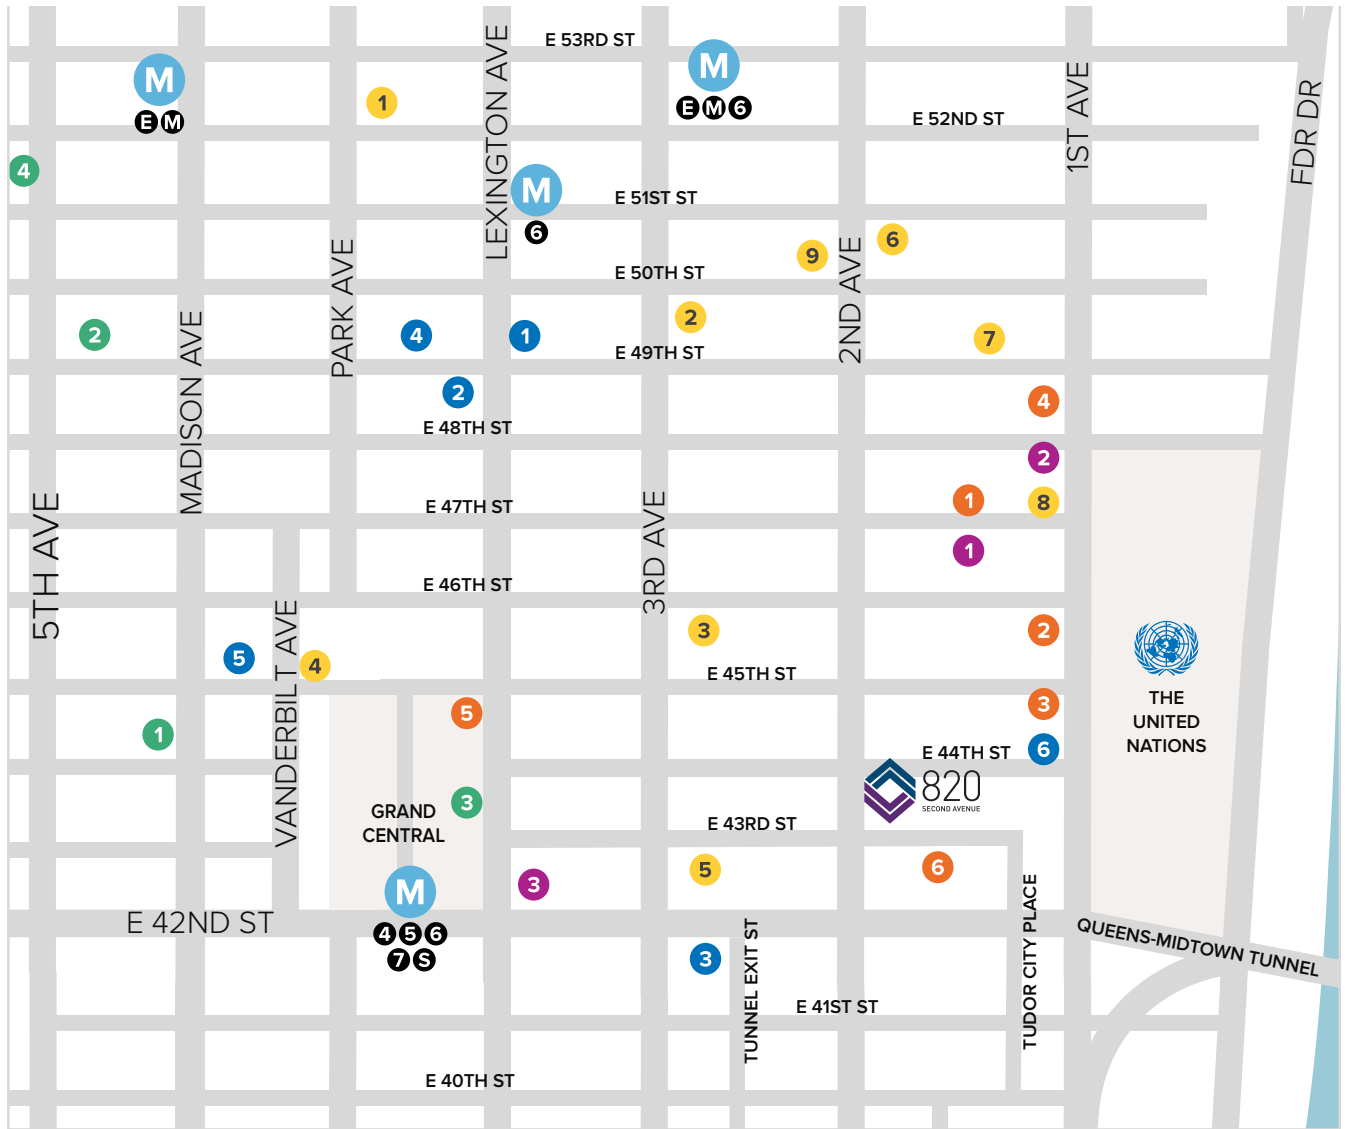 E 53RD ST
M
E M
1
M
E M 6
E 52ND ST
1ST AVE
FDR DR
LEXINGTON AVE
4
M
6
E 51ST ST
PARK AVE
2ND AVE
9
6
E 50TH ST
MADISON AVE
2
4
1
2
7
E 49TH ST
2
4
E 48TH ST
2
5TH AVE
3RD AVE
E 47TH ST
1
8
1
E 46TH ST
VANDERBILT AVE
5
4
3
2
E 45TH ST
THE
UNITED
NATIONS
1
5
3
6
E 44TH ST
820
SECOND AVENUE
3
GRAND
CENTRAL
E 43RD ST
M
4 5 6
7 S
3
5
6
E 42ND ST
TUDOR CITY PLACE
QUEENS-MIDTOWN TUNNEL
3
TUNNEL EXIT ST
E 41ST ST
E 40TH ST